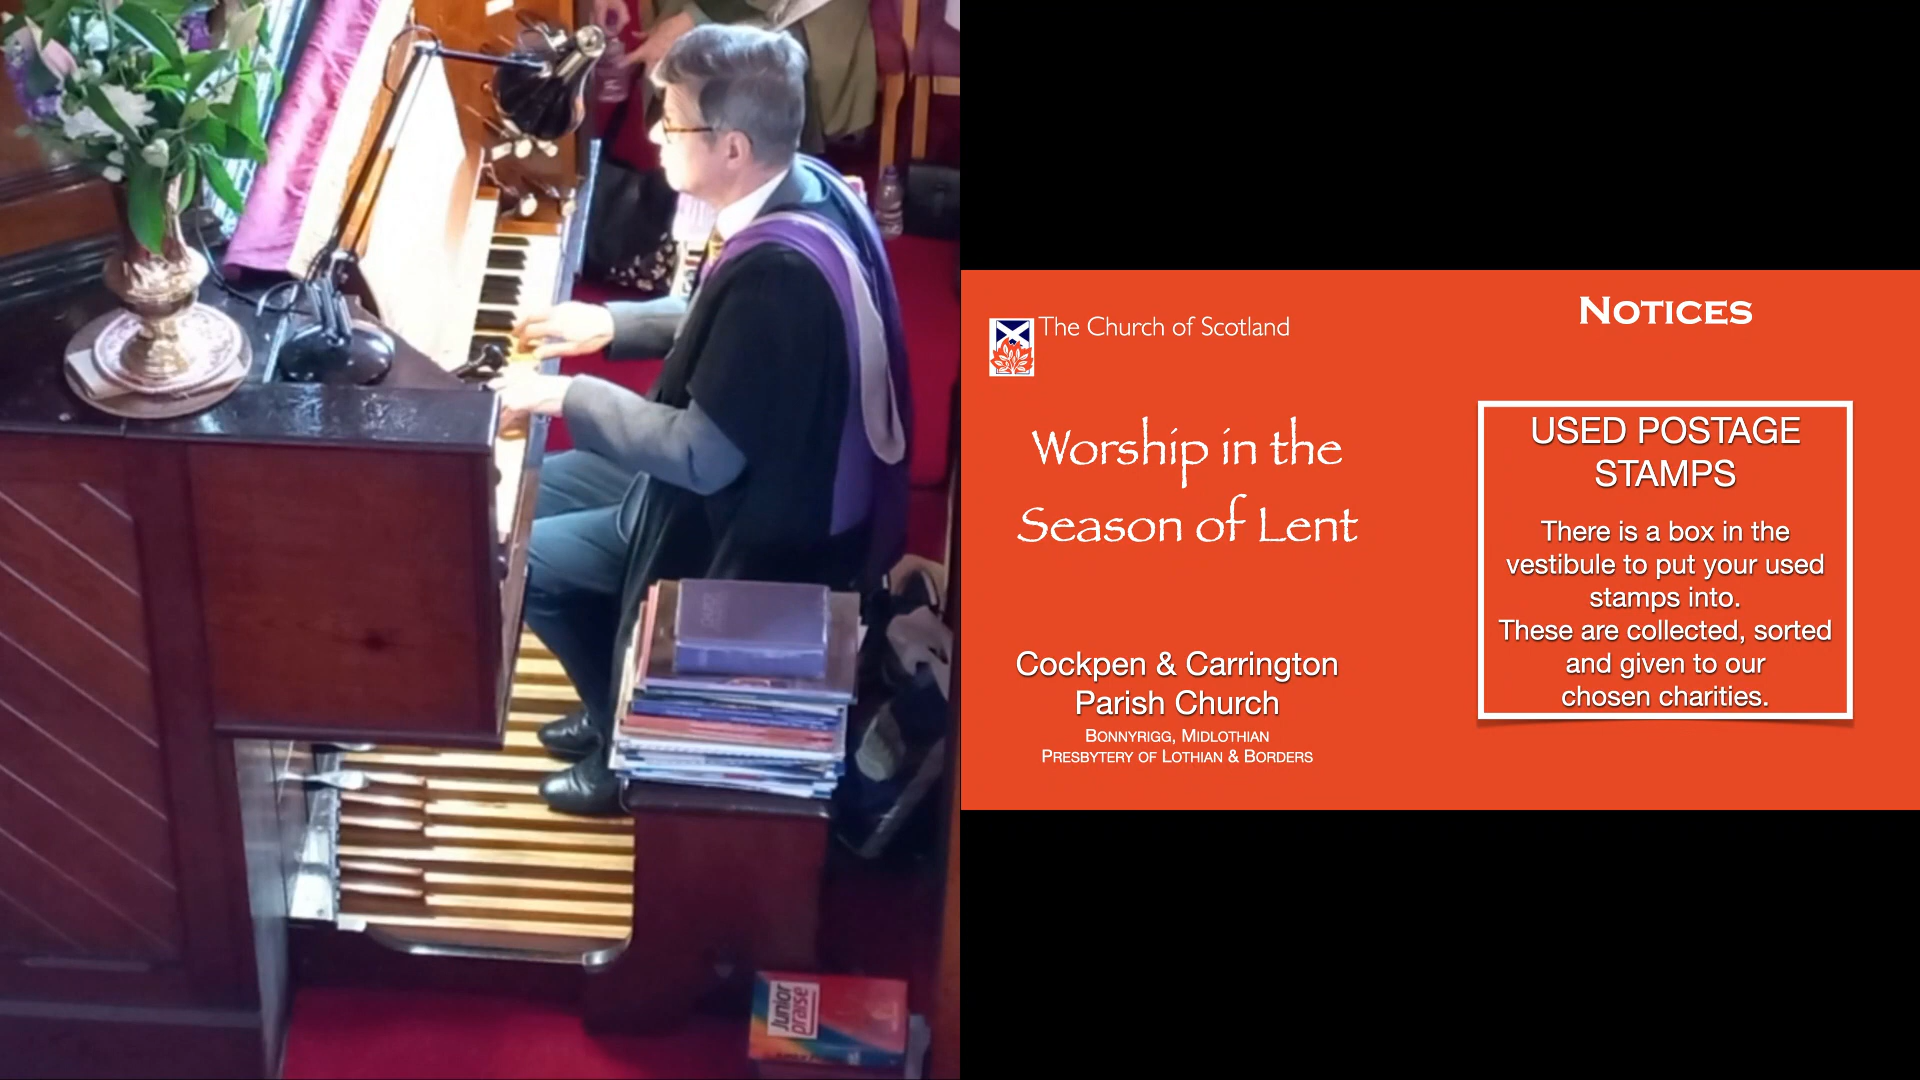 The Church of Scotland
Worship in the
Season of Lent
Cockpen & Carrington
Parish Church
Bonnyrigg, Midlothian
Presbytery of Lothian & Borders
Notices
USED POSTAGE
STAMPS
There is a box in the
vestibule to put your used
stamps into.
These are collected, sorted
and given to our
chosen charities.
Junior
praise